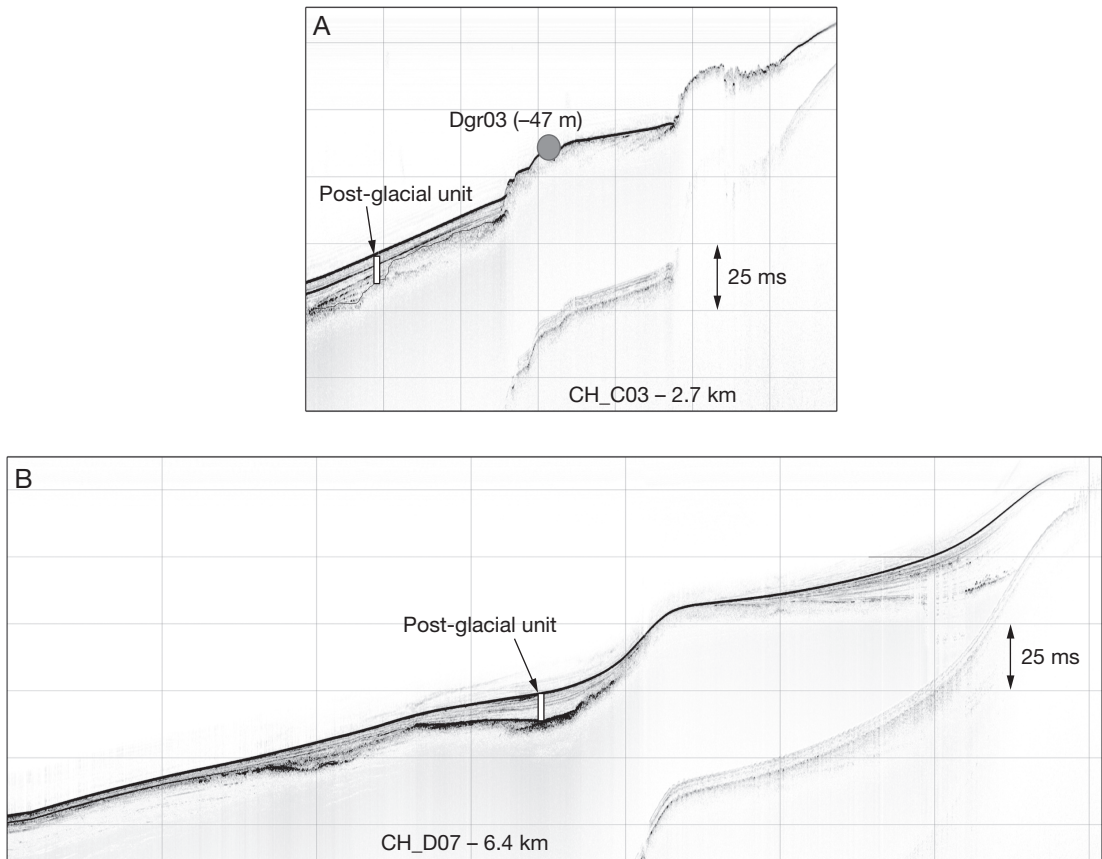 A
Dgr03 (–47 m)
Post-glacial unit
25 ms
CH_C03 – 2.7 km
B
Post-glacial unit
25 ms
CH_D07 – 6.4 km